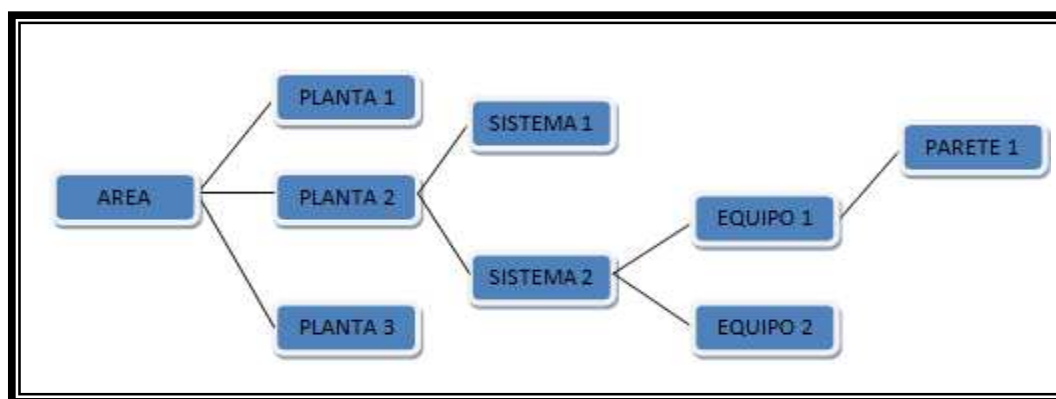 AREA
PLANTA 1
PLANTA 2
PLANTA 3
SISTEMA 1
SISTEMA 2
EQUIPO 1
EQUIPO 2
PARETE 1